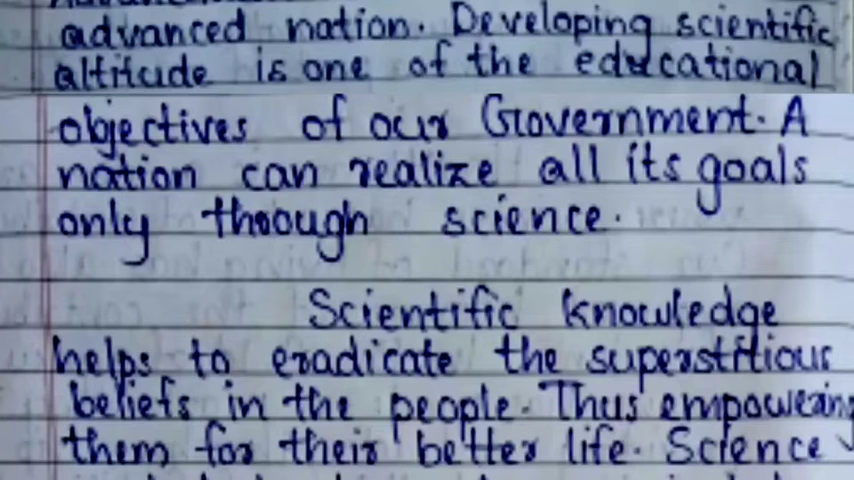 advanced nation. Developing scientific
altitude is one of the educational
objectives of our Government. A
nation can realize all its goals
only through science.
Scientific knowledge
helps to eradicate the superstitious
beliefs in the people. Thus empowering
them for their better life. Science